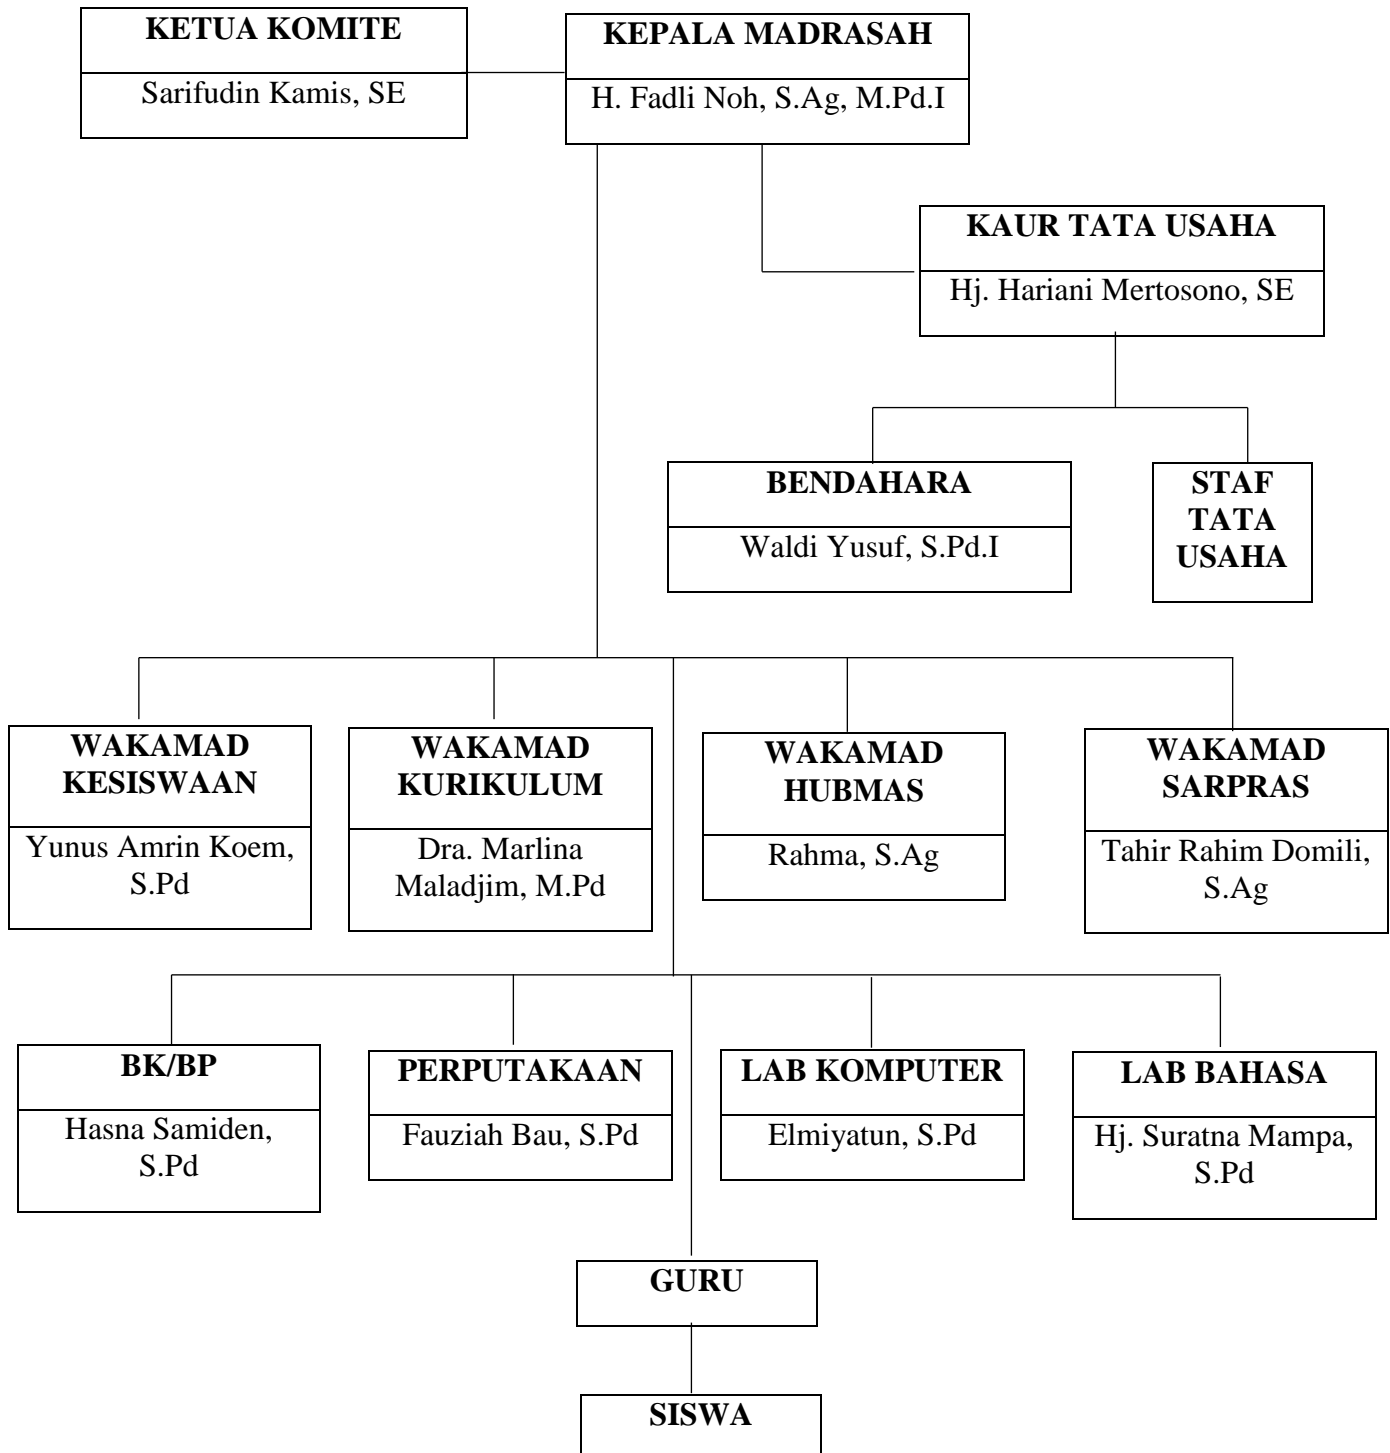 KETUA KOMITE
Sarifudin Kamis, SE
KEPALA MADRASAH
H. Fadli Noh, S.Ag, M.Pd.I
KAUR TATA USAHA
Hj. Hariani Mertosono, SE
BENDAHARA
Waldi Yusuf, S.Pd.I
STAF
TATA
USAHA
WAKAMAD
KESISWAAN
Yunus Amrin Koem,
S.Pd
WAKAMAD
KURIKULUM
Dra. Marlina
Maladjim, M.Pd
WAKAMAD
HUBMAS
Rahma, S.Ag
WAKAMAD
SARPRAS
Tahir Rahim Domili,
S.Ag
BK/BP
Hasna Samiden,
S.Pd
PERPUTAKAAN
Fauziah Bau, S.Pd
LAB KOMPUTER
Elmiyatun, S.Pd
LAB BAHASA
Hj. Suratna Mampa,
S.Pd
GURU
SISWA